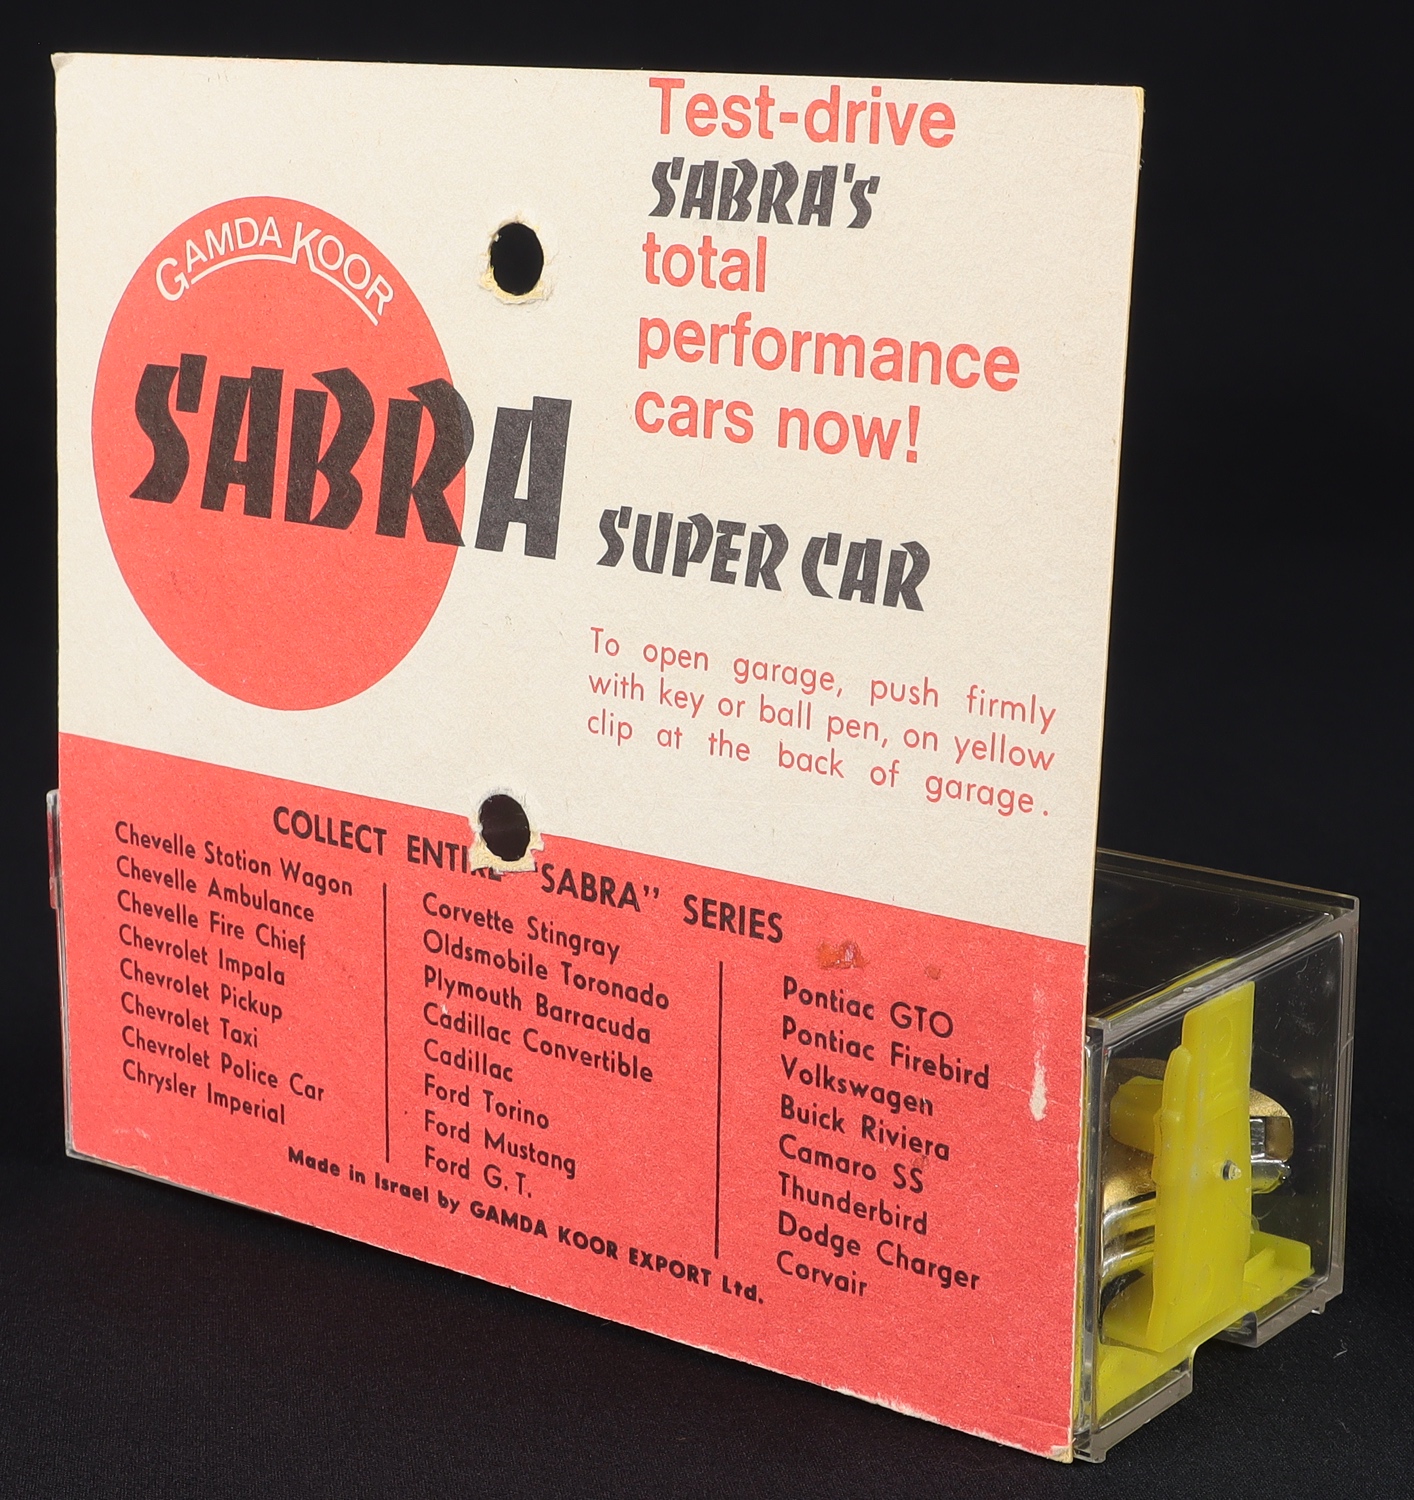 Test-drive
SABRA's
total
performance
cars now!
GAMDA KOOR
SABRA
SUPER CAR
To open garage, push firmly
with key or ball pen, on yellow
clip at the back of garage.
COLLECT ENTIRE "SABRA" SERIES
Chevelle Station Wagon
Chevelle Ambulance
Chevelle Fire Chief
Chevrolet Impala
Chevrolet Pickup
Chevrolet Taxi
Chevrolet Police Car
Chrysler Imperial
Corvette Stingray
Oldsmobile Toronado
Plymouth Barracuda
Cadillac Convertible
Cadillac
Ford Torino
Ford Mustang
Ford G.T.
Pontiac GTO
Pontiac Firebird
Volkswagen
Buick Riviera
Camaro SS
Thunderbird
Dodge Charger
Corvair
Made in Israel by GAMDA KOOR EXPORT Ltd.